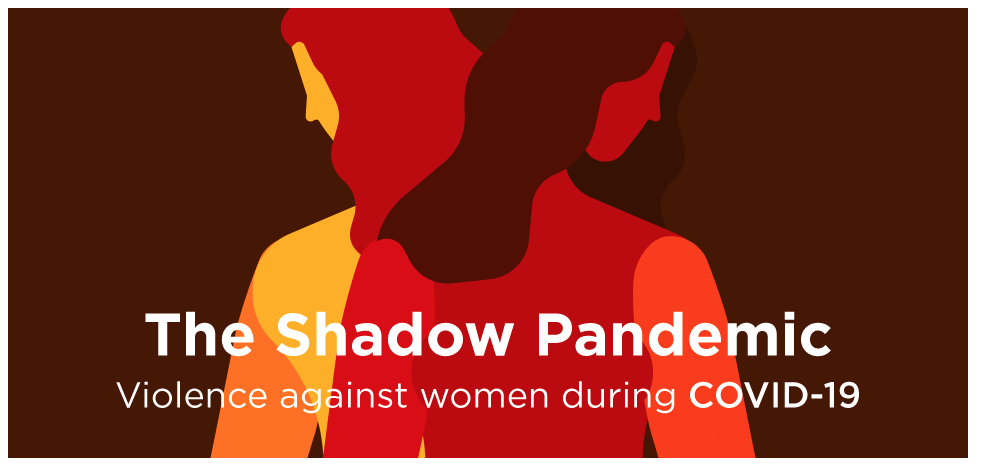 The Shadow Pandemic
Violence against women during COVID-19